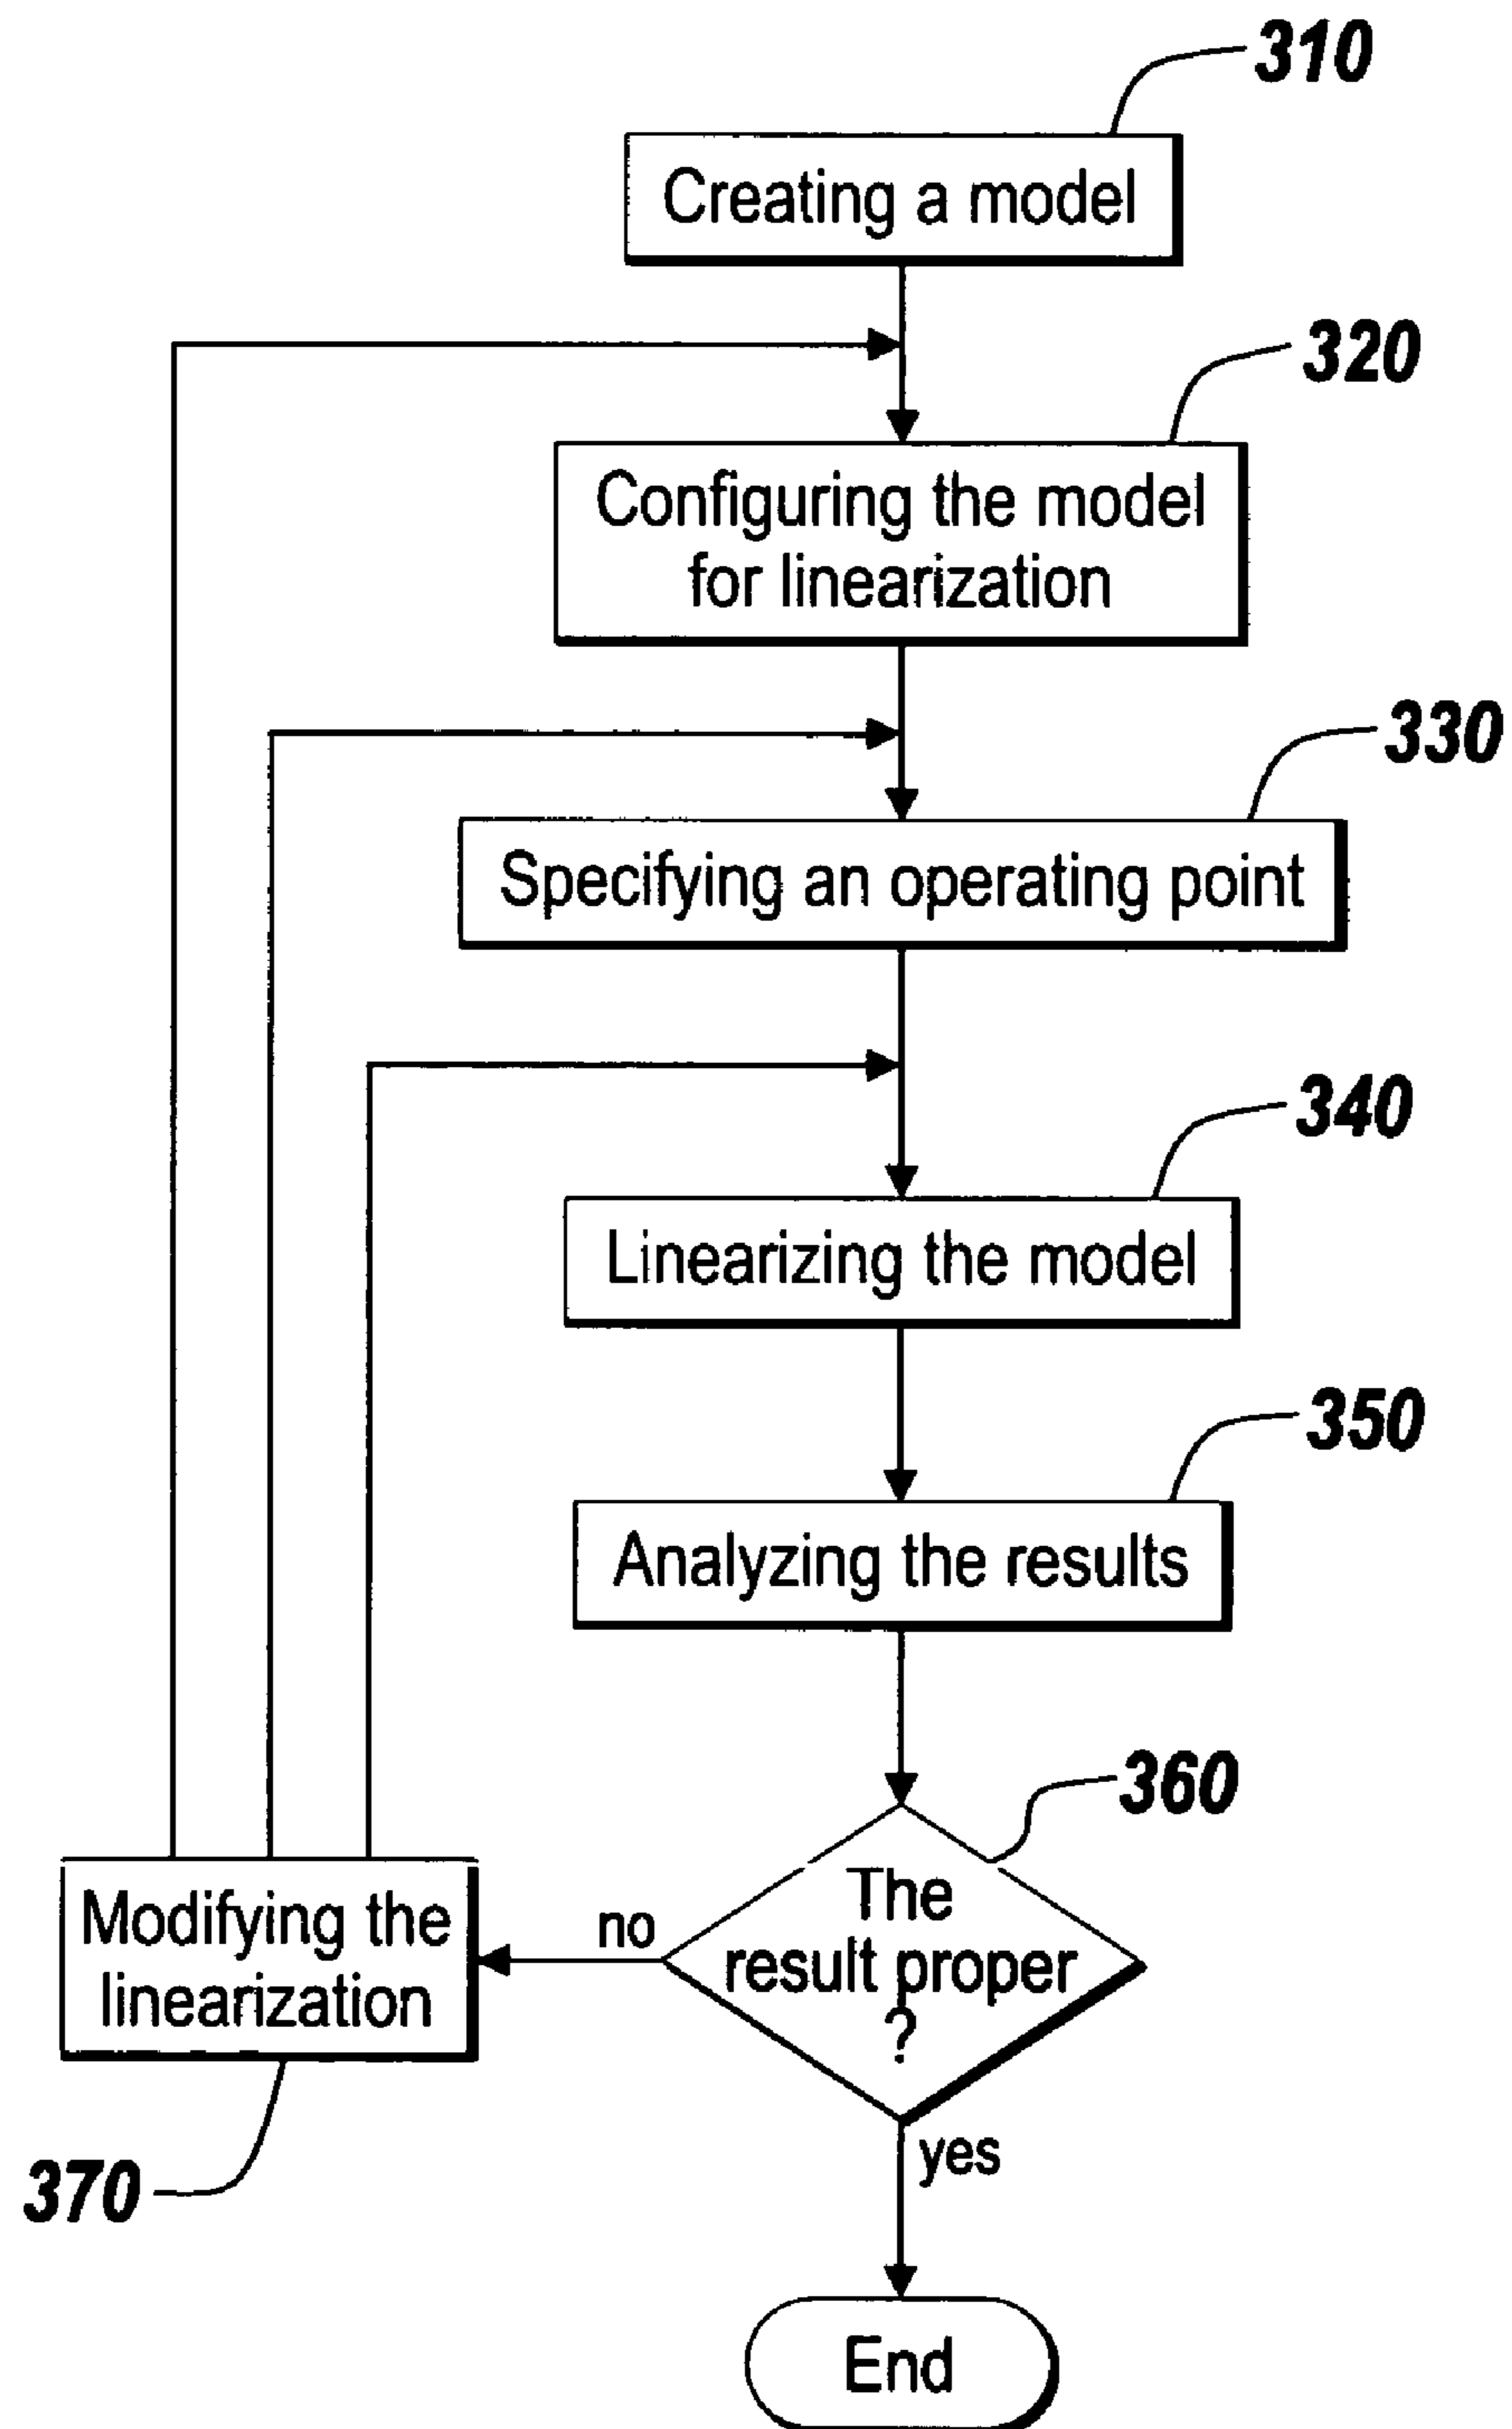 310
Creating a model
320
Configuring the model
for linearization
330
Specifying an operating point
340
Linearizing the model
350
Analyzing the results
360
The
result proper
?
no
Modifying the
linearization
370
yes
End